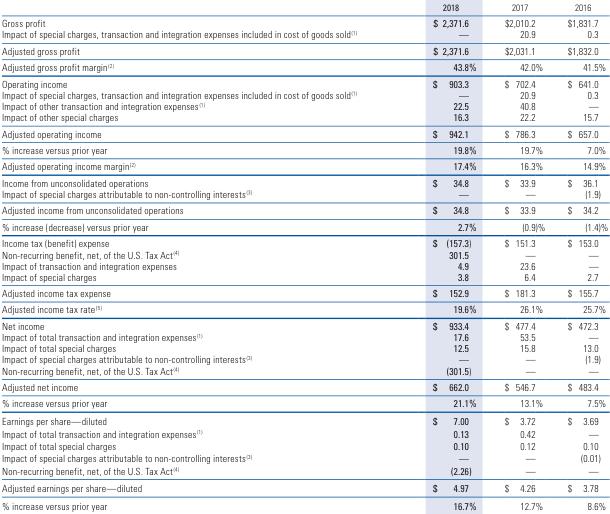 2018 2017 2016
Gross profit $ 2,371.6 $2,010.2 $1,831.7
Impact of special charges, transaction and integration expenses included in cost of goods sold(1) — 20.9 0.3
Adjusted gross profit $ 2,371.6 $2,031.1 $1,832.0
Adjusted gross profit margin(2) 43.8% 42.0% 41.5%
Operating income $ 903.3 $ 702.4 $ 641.0
Impact of special charges, transaction and integration expenses included in cost of goods sold(1) — 20.9 0.3
Impact of other transaction and integration expenses(1) 22.5 40.8 —
Impact of other special charges 16.3 22.2 15.7
Adjusted operating income $ 942.1 $ 786.3 $ 657.0
% increase versus prior year 19.8% 19.7% 7.0%
Adjusted operating income margin(2) 17.4% 16.3% 14.9%
Income from unconsolidated operations $ 34.8 $ 33.9 $ 36.1
Impact of special charges attributable to non-controlling interests(3) — — (1.9)
Adjusted income from unconsolidated operations $ 34.8 $ 33.9 $ 34.2
% increase (decrease) versus prior year 2.7% (0.9)% (1.4)%
Income tax (benefit) expense $ (157.3) $ 151.3 $ 153.0
Non-recurring benefit, net, of the U.S. Tax Act(4) 301.5 — —
Impact of transaction and integration expenses 4.9 23.6 —
Impact of special charges 3.8 6.4 2.7
Adjusted income tax expense $ 152.9 $ 181.3 $ 155.7
Adjusted income tax rate(5) 19.6% 26.1% 25.7%
Net income $ 933.4 $ 477.4 $ 472.3
Impact of total transaction and integration expenses(1) 17.6 53.5 —
Impact of total special charges 12.5 15.8 13.0
Impact of special charges attributable to non-controlling interests(3) — — (1.9)
Non-recurring benefit, net, of the U.S. Tax Act(4) (301.5) — —
Adjusted net income $ 662.0 $ 546.7 $ 483.4
% increase versus prior year 21.1% 13.1% 7.5%
Earnings per share—diluted $ 7.00 $ 3.72 $ 3.69
Impact of total transaction and integration expenses(1) 0.13 0.42 —
Impact of total special charges 0.10 0.12 0.10
Impact of special charges attributable to non-controlling interests(3) — — (0.01)
Non-recurring benefit, net, of the U.S. Tax Act(4) (2.26) — —
Adjusted earnings per share—diluted $ 4.97 $ 4.26 $ 3.78
% increase versus prior year 16.7% 12.7% 8.6%